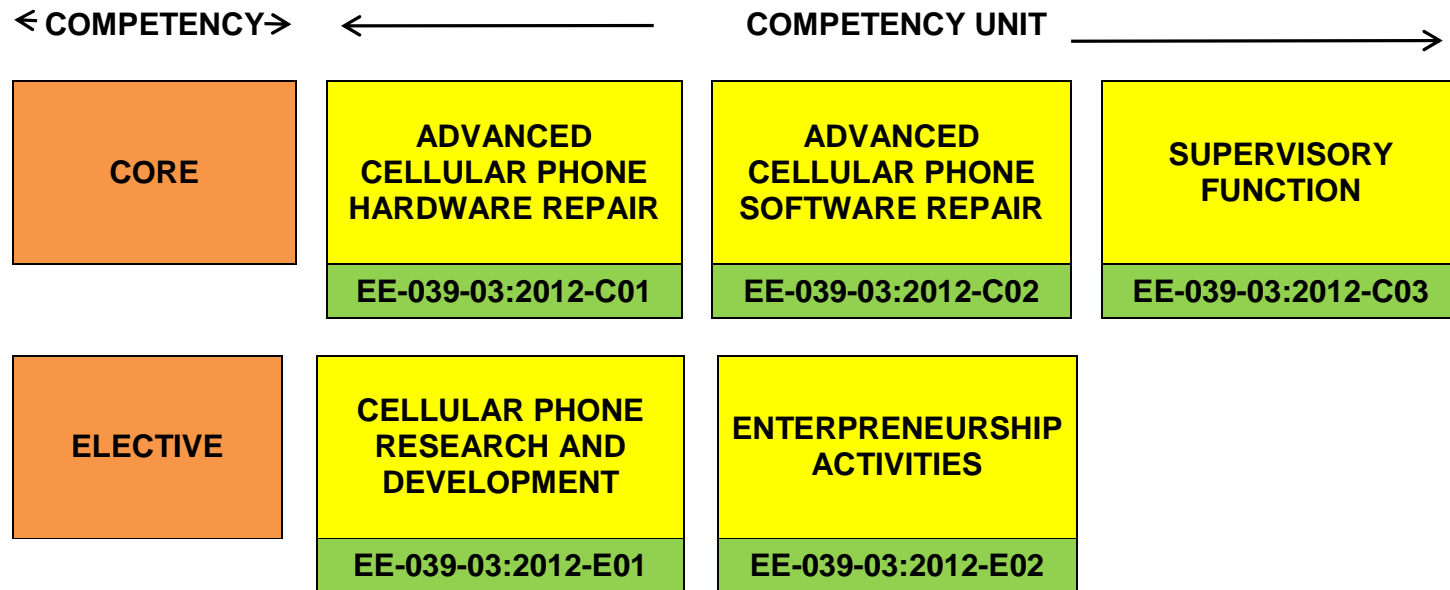 COMPETENCY
COMPETENCY UNIT
CORE
ADVANCED
CELLULAR PHONE
HARDWARE REPAIR
EE-039-03:2012-C01
ADVANCED
CELLULAR PHONE
SOFTWARE REPAIR
EE-039-03:2012-C02
SUPERVISORY
FUNCTION
EE-039-03:2012-C03
ELECTIVE
CELLULAR PHONE
RESEARCH AND
DEVELOPMENT
EE-039-03:2012-E01
ENTERPRENEURSHIP
ACTIVITIES
EE-039-03:2012-E02